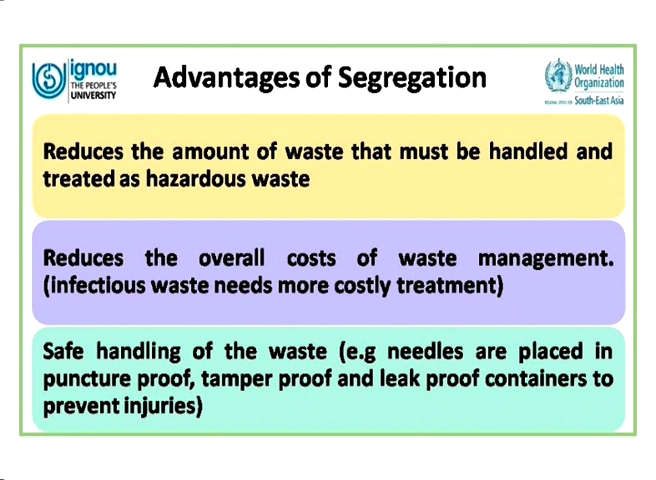 ignou
THE PEOPLE'S
UNIVERSITY
Advantages of Segregation
World Health
Organization
REGIONAL OFFICE FOR South-East Asia
Reduces the amount of waste that must be handled and
treated as hazardous waste
Reduces the overall costs of waste management.
(infectious waste needs more costly treatment)
Safe handling of the waste (e.g needles are placed in
puncture proof, tamper proof and leak proof containers to
prevent injuries)